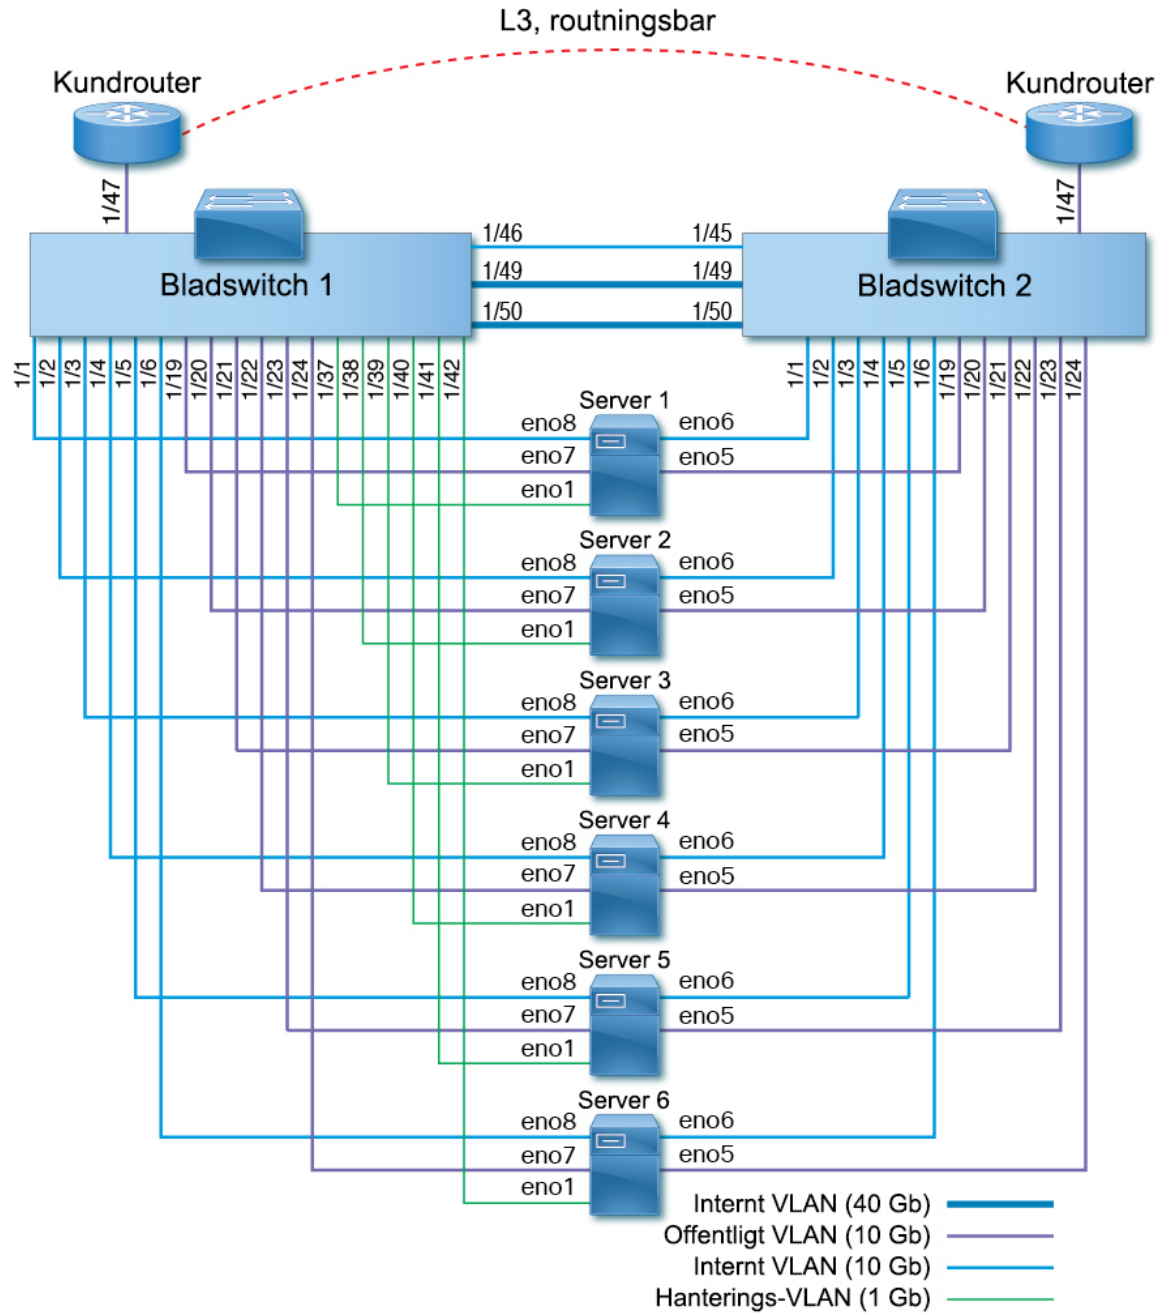 L3, routningsbar
Kundrouter
Kundrouter
1/47
1/47
Bladswitch 1
Bladswitch 2
1/46
1/45
1/49
1/49
1/50
1/50
1/1
1/2
1/3
1/4
1/5
1/6
1/19
1/20
1/21
1/22
1/23
1/24
1/37
1/38
1/39
1/40
1/41
1/42
1/1
1/2
1/3
1/4
1/5
1/6
1/19
1/20
1/21
1/22
1/23
1/24
Server 1
eno8
eno6
eno7
eno5
eno1
Server 2
eno8
eno6
eno7
eno5
eno1
Server 3
eno8
eno6
eno7
eno5
eno1
Server 4
eno8
eno6
eno7
eno5
eno1
Server 5
eno8
eno6
eno7
eno5
eno1
Server 6
eno8
eno6
eno7
eno5
eno1
Internt VLAN (40 Gb)
Offentligt VLAN (10 Gb)
Internt VLAN (10 Gb)
Hanterings-VLAN (1 Gb)